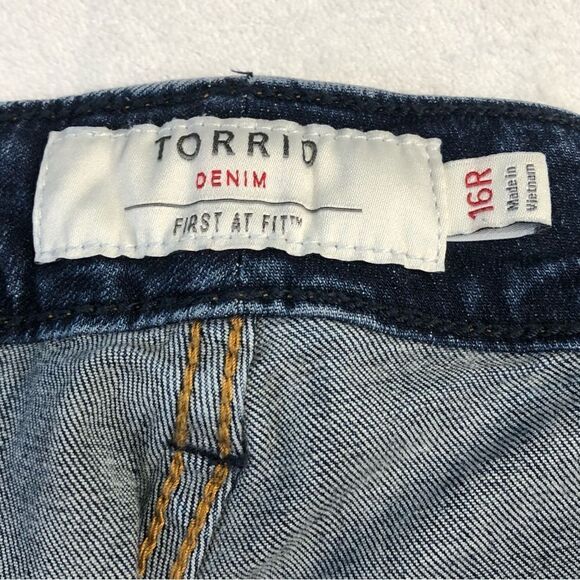 TORRID
DENIM
FIRST AT FIT™
16R
Made in
Vietnam